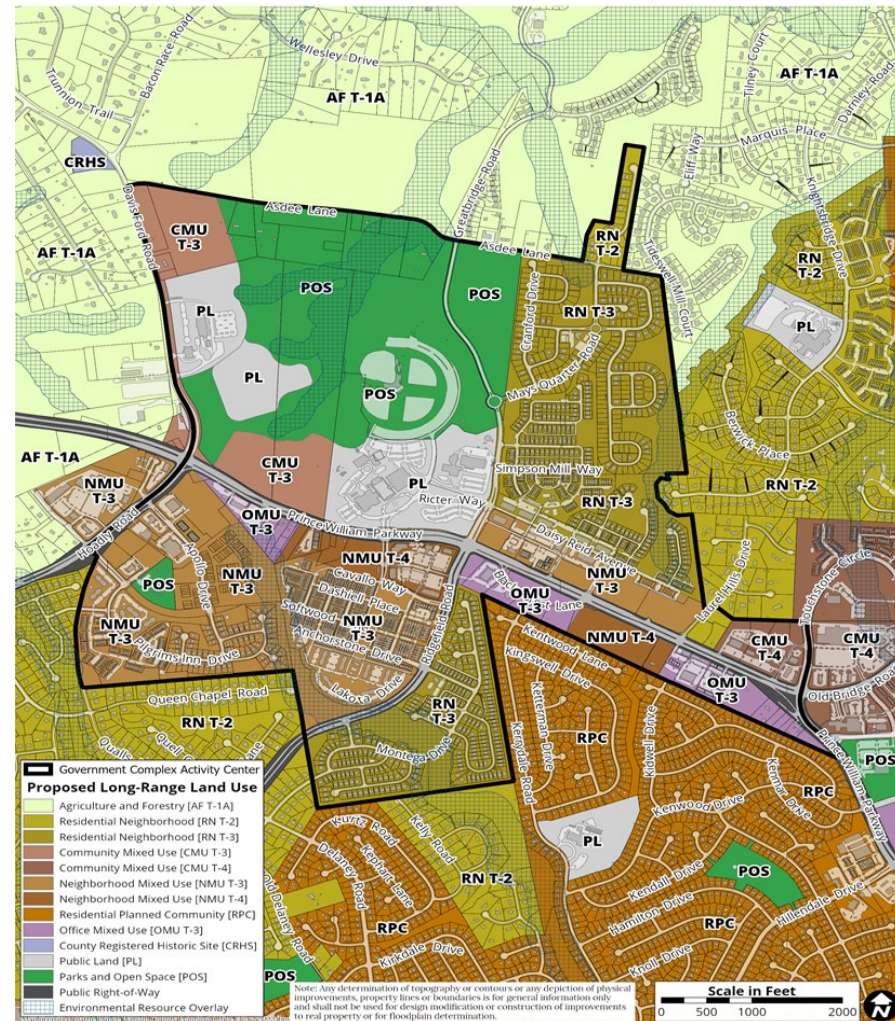 Wellesley Drive
Bacon Race Road
Trunnion Trail
AF T-1A
Tilney Court
AF T-1A
Darnley Road
Marquis Place
Eliff Way
CRHS
Davis Ford Road
Asdee Lane
Greatbridge Road
Knightsbridge Drive
CMU
T-3
Asdee Lane
RN
T-2
Tideswell Mill Court
RN
T-2
AF T-1A
POS
POS
Cranford Drive
RN T-3
PL
PL
PL
POS
Mays Quarter Road
Berwick Place
AF T-1A
CMU
T-3
Simpson Mill Way
PL
Ricter Way
RN T-3
RN T-2
NMU
T-3
OMU
T-3
Prince William Parkway
Hoadly Road
Apollo Drive
Daisy Reid Avenue
NMU T-4
Cavallo Way
Dashiell Place
Softwood
NMU
T-3
Anchorstone Drive
Ridgefield Road
POS
NMU
T-3
NMU
T-3
Pilgrims Inn Drive
OMU
T-3
Lane
NMU
T-3
NMU T-4
Laurel Hills Drive
Touchstone Circle
CMU
T-4
CMU
T-4
Kentwood Lane
Kingswell Drive
OMU
T-3
Old Bridge Road
Lakota Drive
Queen Chapel Road
RN T-2
RN
T-3
Montega Drive
Ketterman Drive
Kerrydale Road
Kidwell Drive
RPC
Prince William Parkway
POS
Kenmar Drive
RPC
Kenwood Drive
PL
Kurtz Road
Kelly Road
Kephart Lane
Delaney Road
RN T-2
Old Delaney Road
RPC
Kirkdale Drive
POS
Kendall Drive
Hamilton Drive
POS
Hillendale Drive
RPC
Knoll Drive
Government Complex Activity Center
Proposed Long-Range Land Use
Agriculture and Forestry [AF T-1A]
Residential Neighborhood [RN T-2]
Residential Neighborhood [RN T-3]
Community Mixed Use [CMU T-3]
Community Mixed Use [CMU T-4]
Neighborhood Mixed Use [NMU T-3]
Neighborhood Mixed Use [NMU T-4]
Residential Planned Community [RPC]
Office Mixed Use [OMU T-3]
County Registered Historic Site [CRHS]
Public Land [PL]
Parks and Open Space [POS]
Public Right-of-Way
Environmental Resource Overlay
Note: Any determination of topography or contours or any depiction of physical
improvements, property lines or boundaries is for general information only
and shall not be used for design modification or construction of improvements
to real property or for floodplain determination.
Scale in Feet
0 500 1000 2000
N